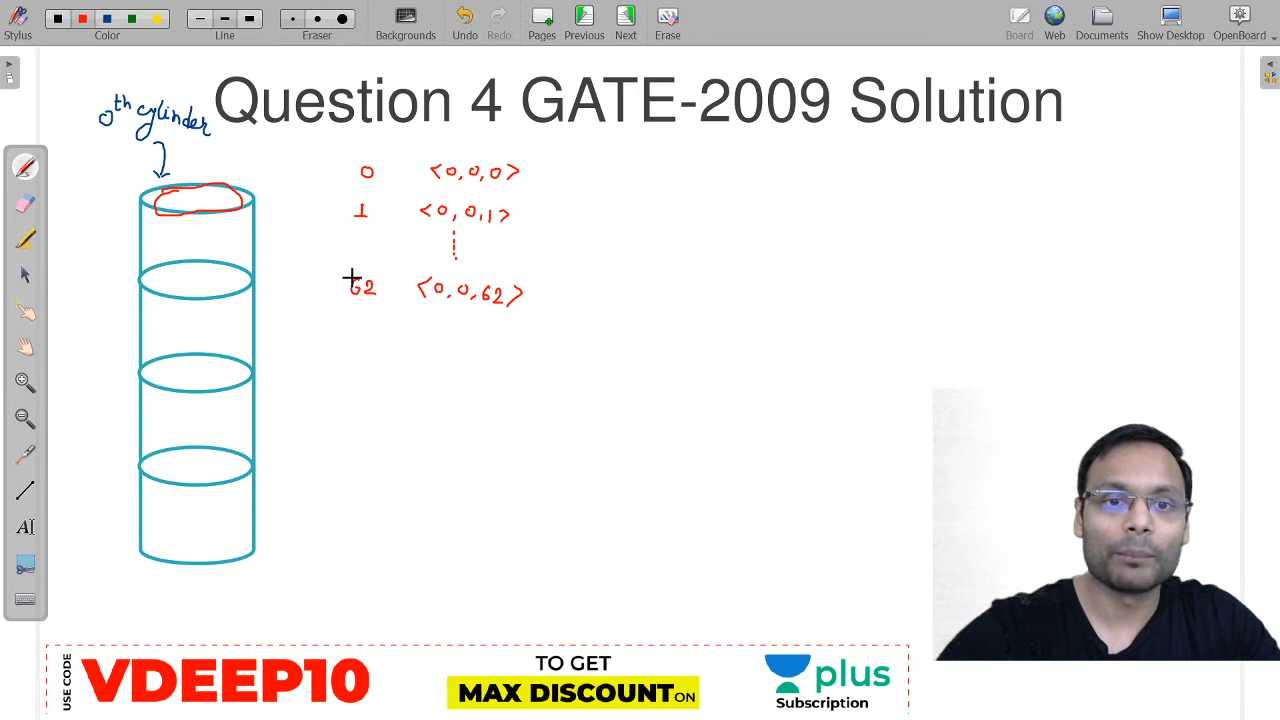 Color
Line
Eraser
Backgrounds
Undo
Redo
Pages
Previous
Next
Erase
Board
Web
Documents
Show Desktop
OpenBoard
Stylus
Question 4 GATE-2009 Solution
0th cylinder
0 <0,0,0>
1 <0,0,1>
62 <0,0,62>
AI
USE CODE
VDEEP10
TO GET
MAX DISCOUNT ON
plus
Subscription